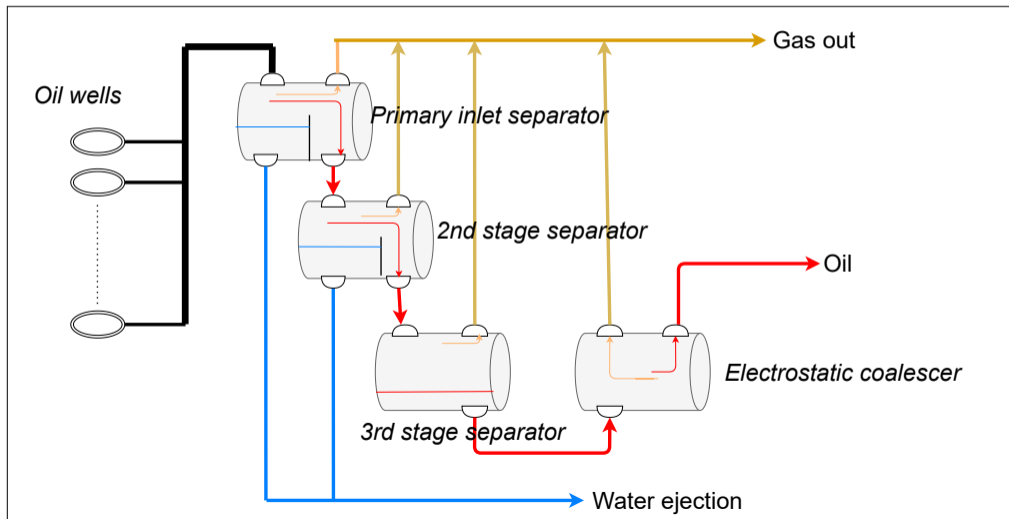 Gas out
Oil wells
Primary inlet separator
2nd stage separator
Oil
Electrostatic coalescer
3rd stage separator
Water ejection